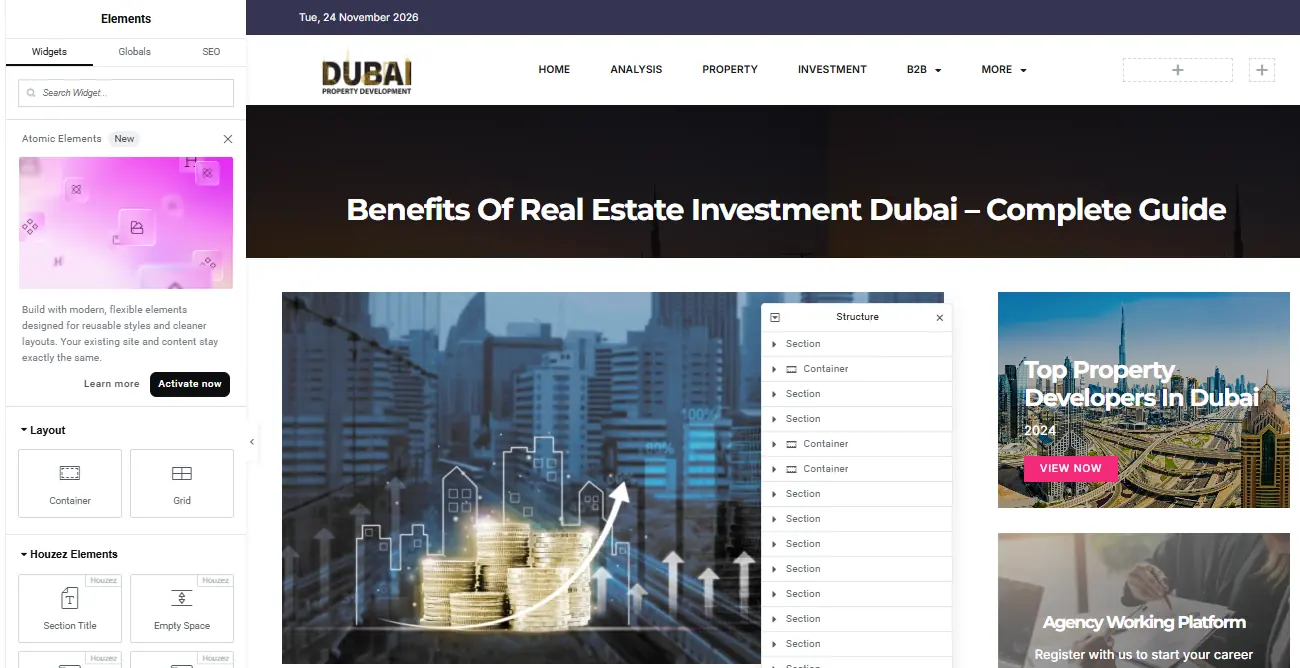 Elements
Widgets
Globals
SEO
Search Widget...
Atomic Elements
New
Build with modern, flexible elements
designed for reusable styles and cleaner
layouts. Your existing site and content stay
exactly the same.
Learn more
Activate now
Layout
Container
Grid
Houzez Elements
Houzez
Section Title
Houzez
Empty Space
Houzez
Houzez
Tue, 24 November 2026
DUBAI
PROPERTY DEVELOPMENT
HOME
ANALYSIS
PROPERTY
INVESTMENT
B2B
MORE
Benefits Of Real Estate Investment Dubai – Complete Guide
100%
80%
Structure
Section
Container
Section
Section
Container
Container
Section
Section
Section
Section
Section
Section
Section
Section
Top Property
Developers In Dubai
2024
VIEW NOW
Agency Working Platform
Register with us to start your career